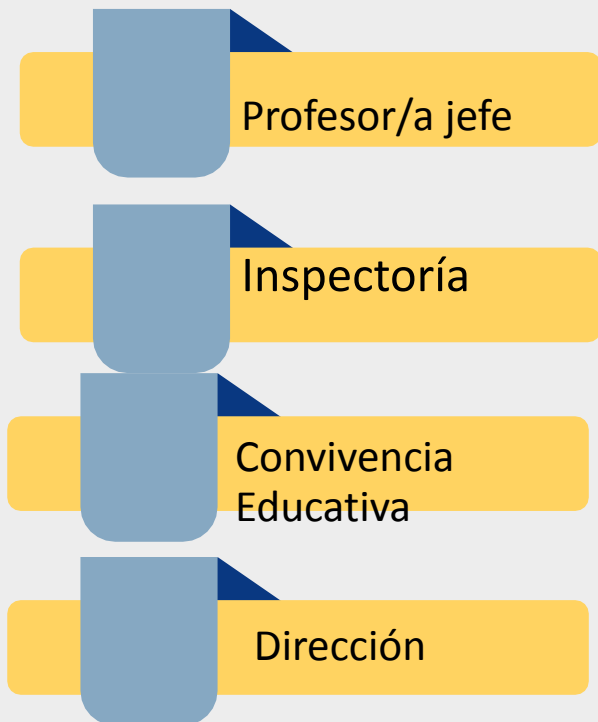 Profesor/a jefe
Inspectoría
Convivencia
Educativa
Dirección